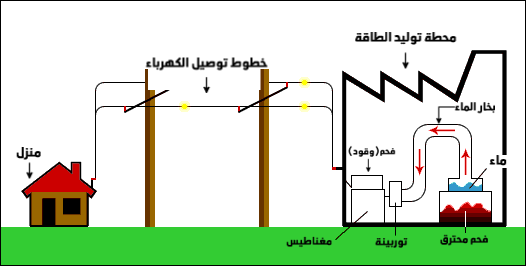 محطة توليد الطاقة
خطوط توصيل الكهرباء
بخار الماء
فحم(وقود)
منزل
ماء
مغناطيس
توربينة
فحم محترق